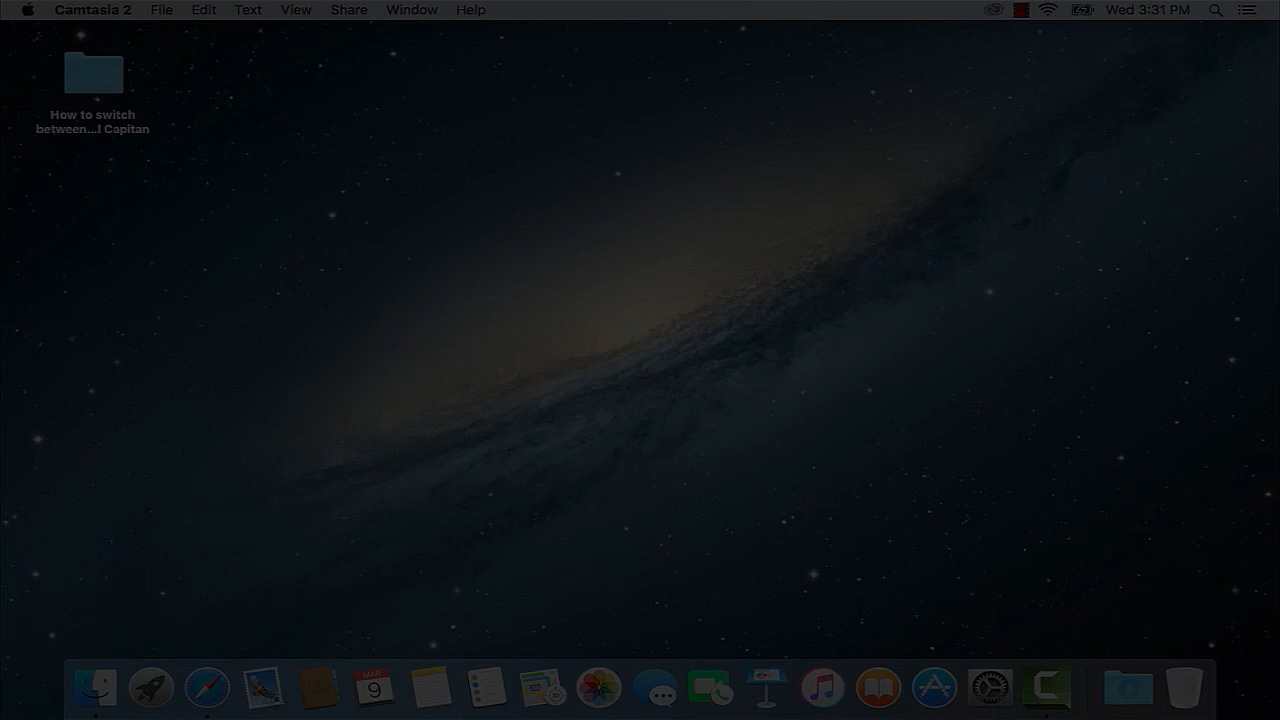 Camtasia 2 File Edit Text View Share Window Help Wed 3:31 PM
How to switch
between...l Capitan
MAR
9